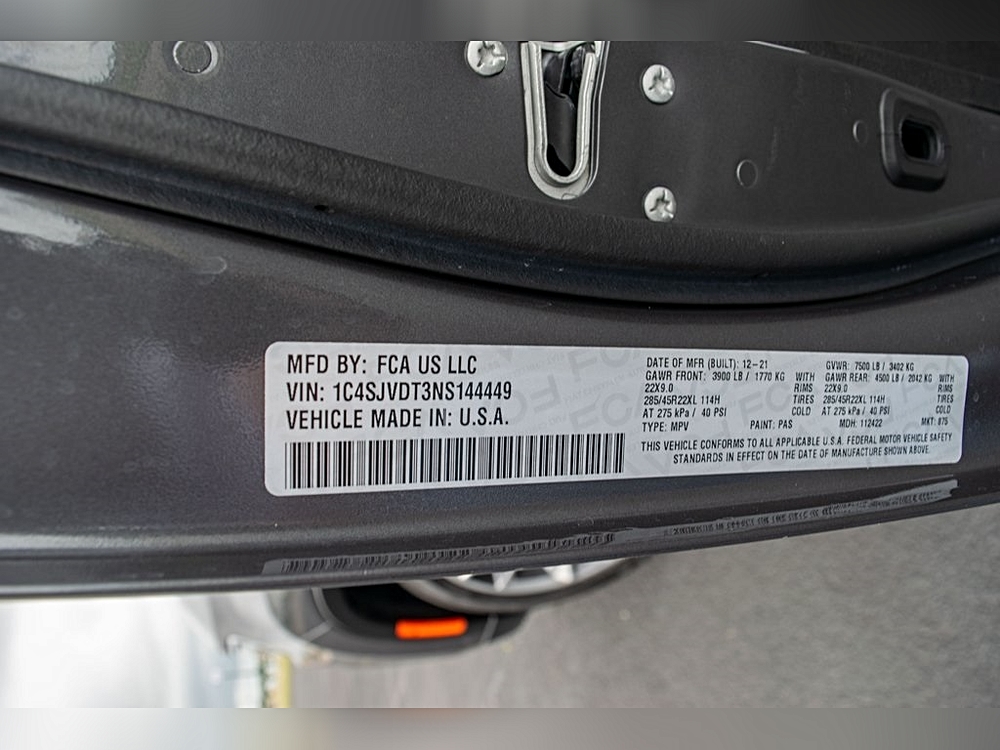 MFD BY: FCA US LLC
VIN: 1C4SJVDT3NS144449
VEHICLE MADE IN: U.S.A.
DATE OF MFR (BUILT): 12-21 GVWR: 7500 LB / 3402 KG
GAWR FRONT: 3900 LB / 1770 KG WITH GAWR REAR: 4500 LB / 2042 KG WITH
22X9.0 RIMS 22X9.0 RIMS
285/45R22XL 114H TIRES 285/45R22XL 114H TIRES
AT 275 kPa / 40 PSI COLD AT 275 kPa / 40 PSI COLD
TYPE: MPV PAINT: PAS MDH: 112422 MKT: 875
THIS VEHICLE CONFORMS TO ALL APPLICABLE U.S.A. FEDERAL MOTOR VEHICLE SAFETY
STANDARDS IN EFFECT ON THE DATE OF MANUFACTURE SHOWN ABOVE.